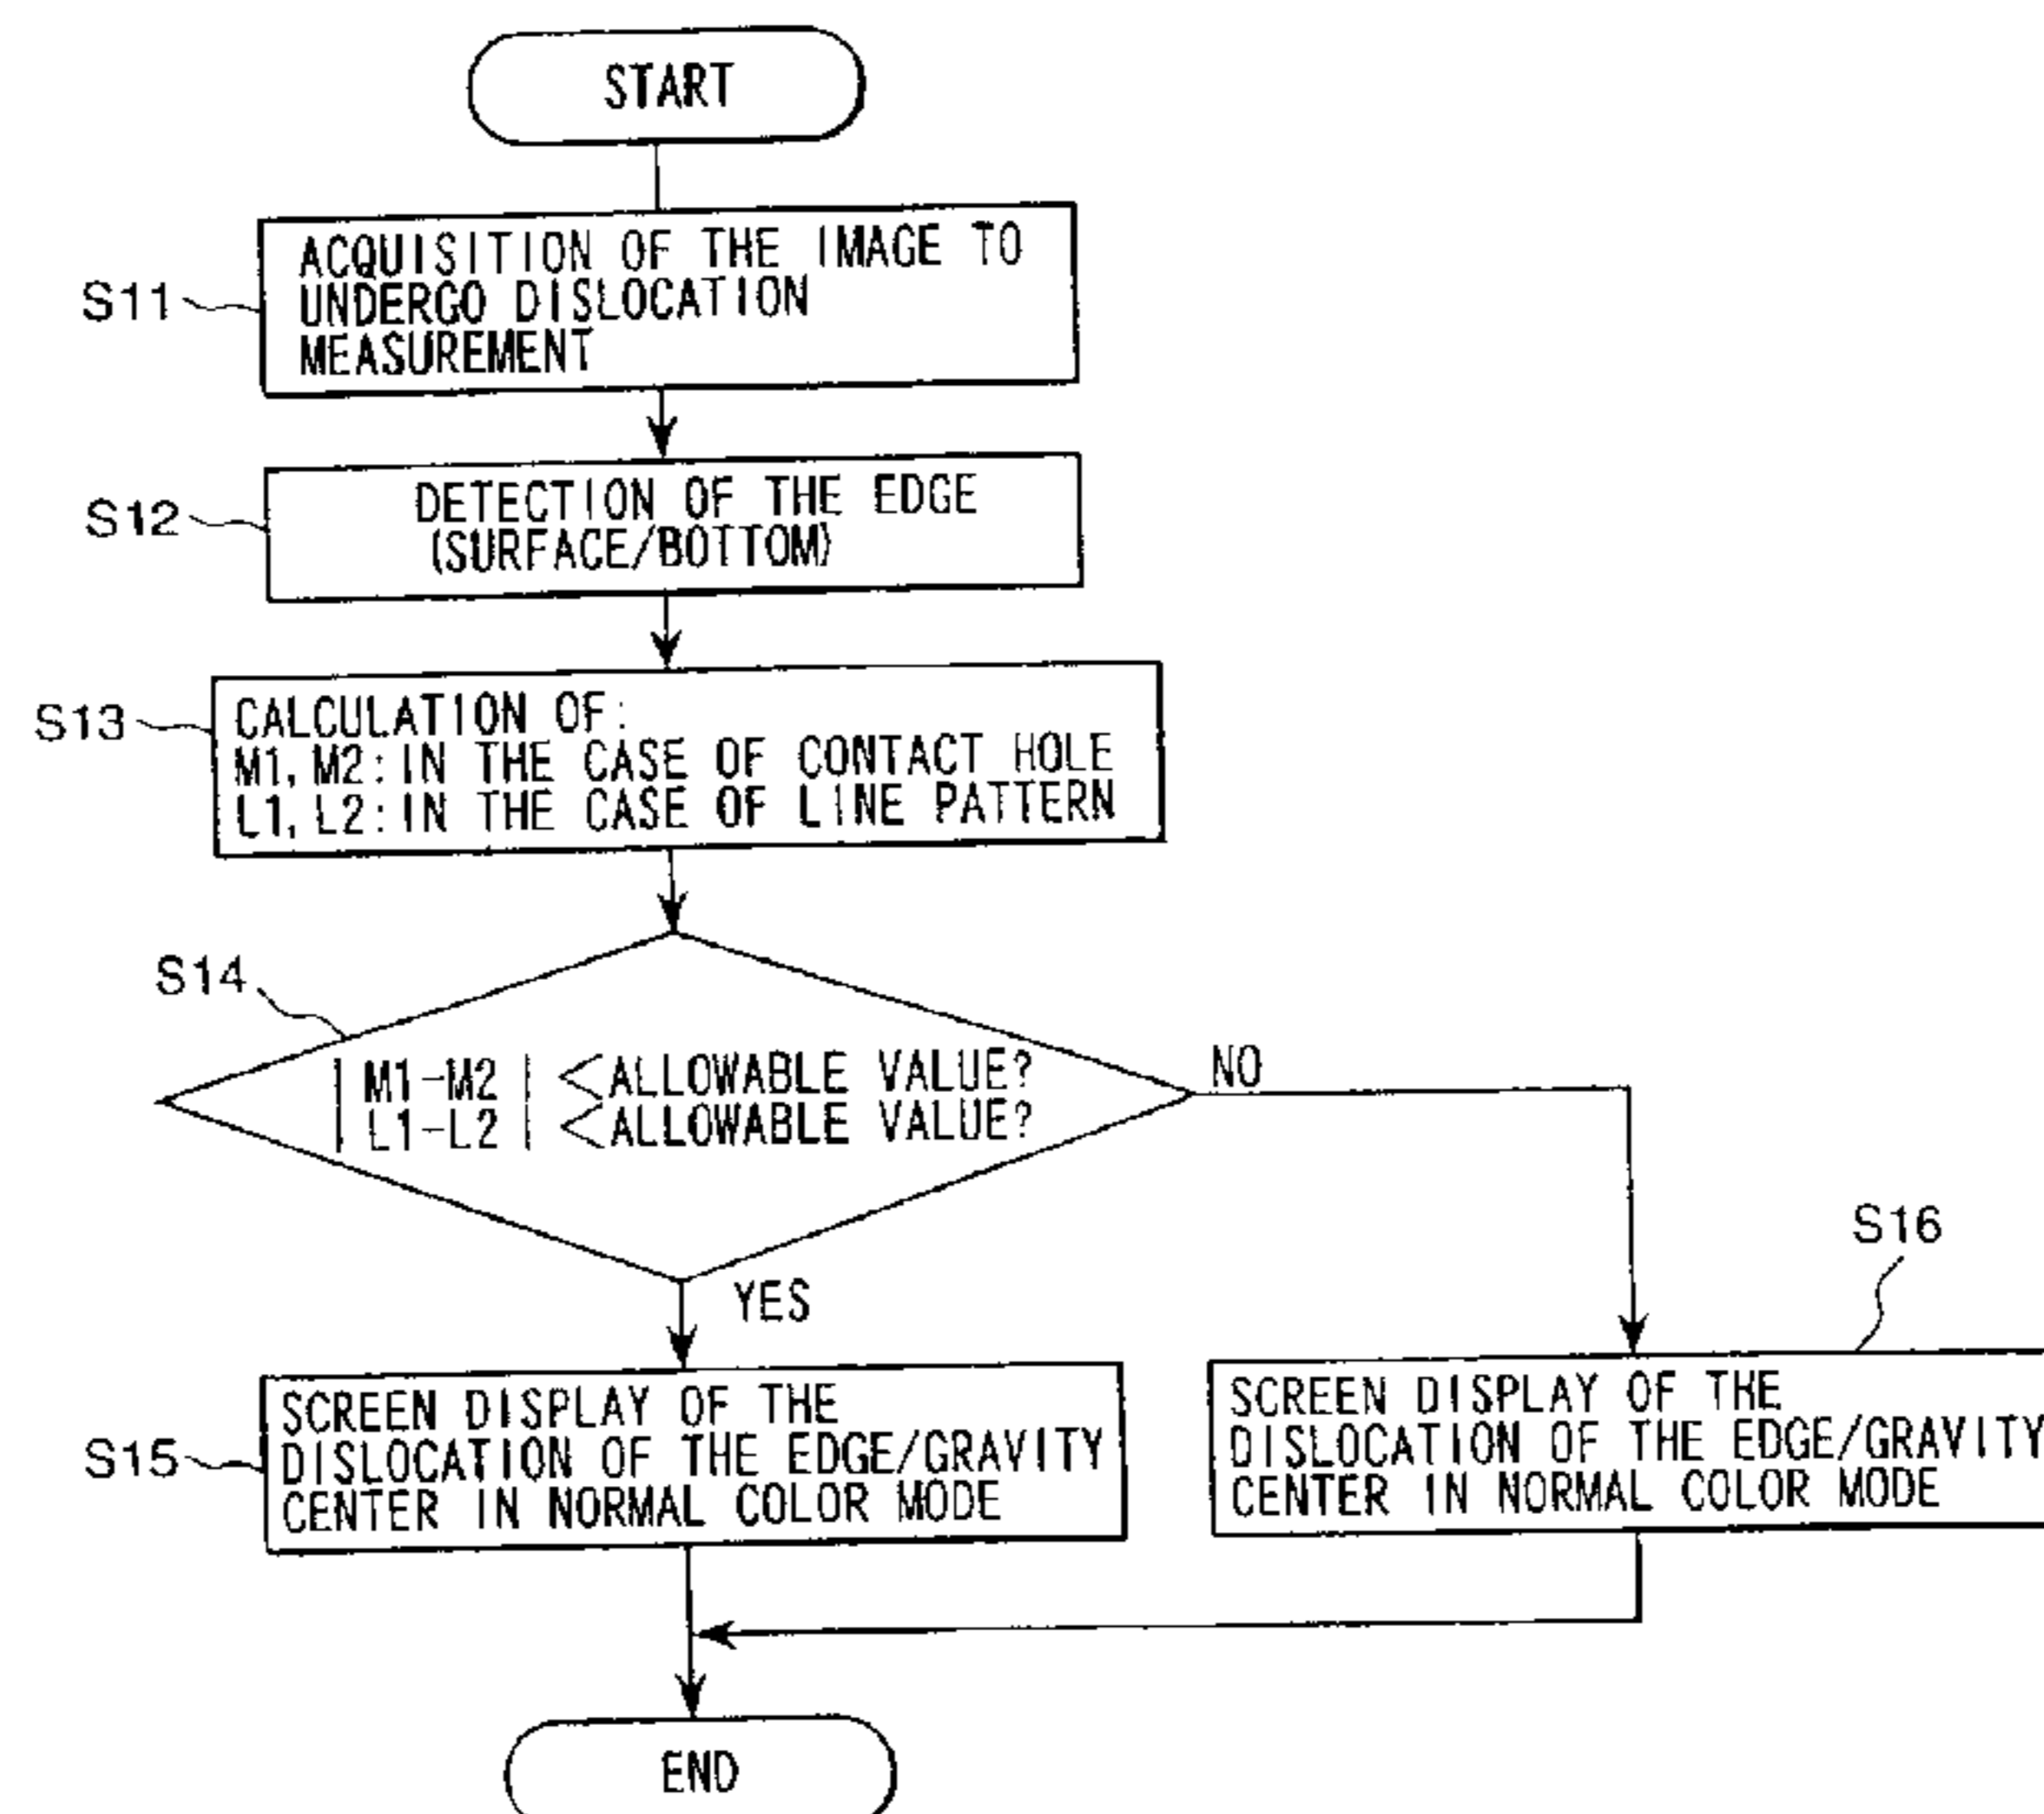 START
S11
ACQUISITION OF THE IMAGE TO
UNDERGO DISLOCATION
MEASUREMENT
S12
DETECTION OF THE EDGE
(SURFACE/BOTTOM)
S13
CALCULATION OF:
M1, M2: IN THE CASE OF CONTACT HOLE
L1, L2: IN THE CASE OF LINE PATTERN
S14
| M1-M2 | <ALLOWABLE VALUE?
| L1-L2 | <ALLOWABLE VALUE?
NO
YES
S15
SCREEN DISPLAY OF THE
DISLOCATION OF THE EDGE/GRAVITY
CENTER IN NORMAL COLOR MODE
S16
SCREEN DISPLAY OF THE
DISLOCATION OF THE EDGE/GRAVITY
CENTER IN NORMAL COLOR MODE
END